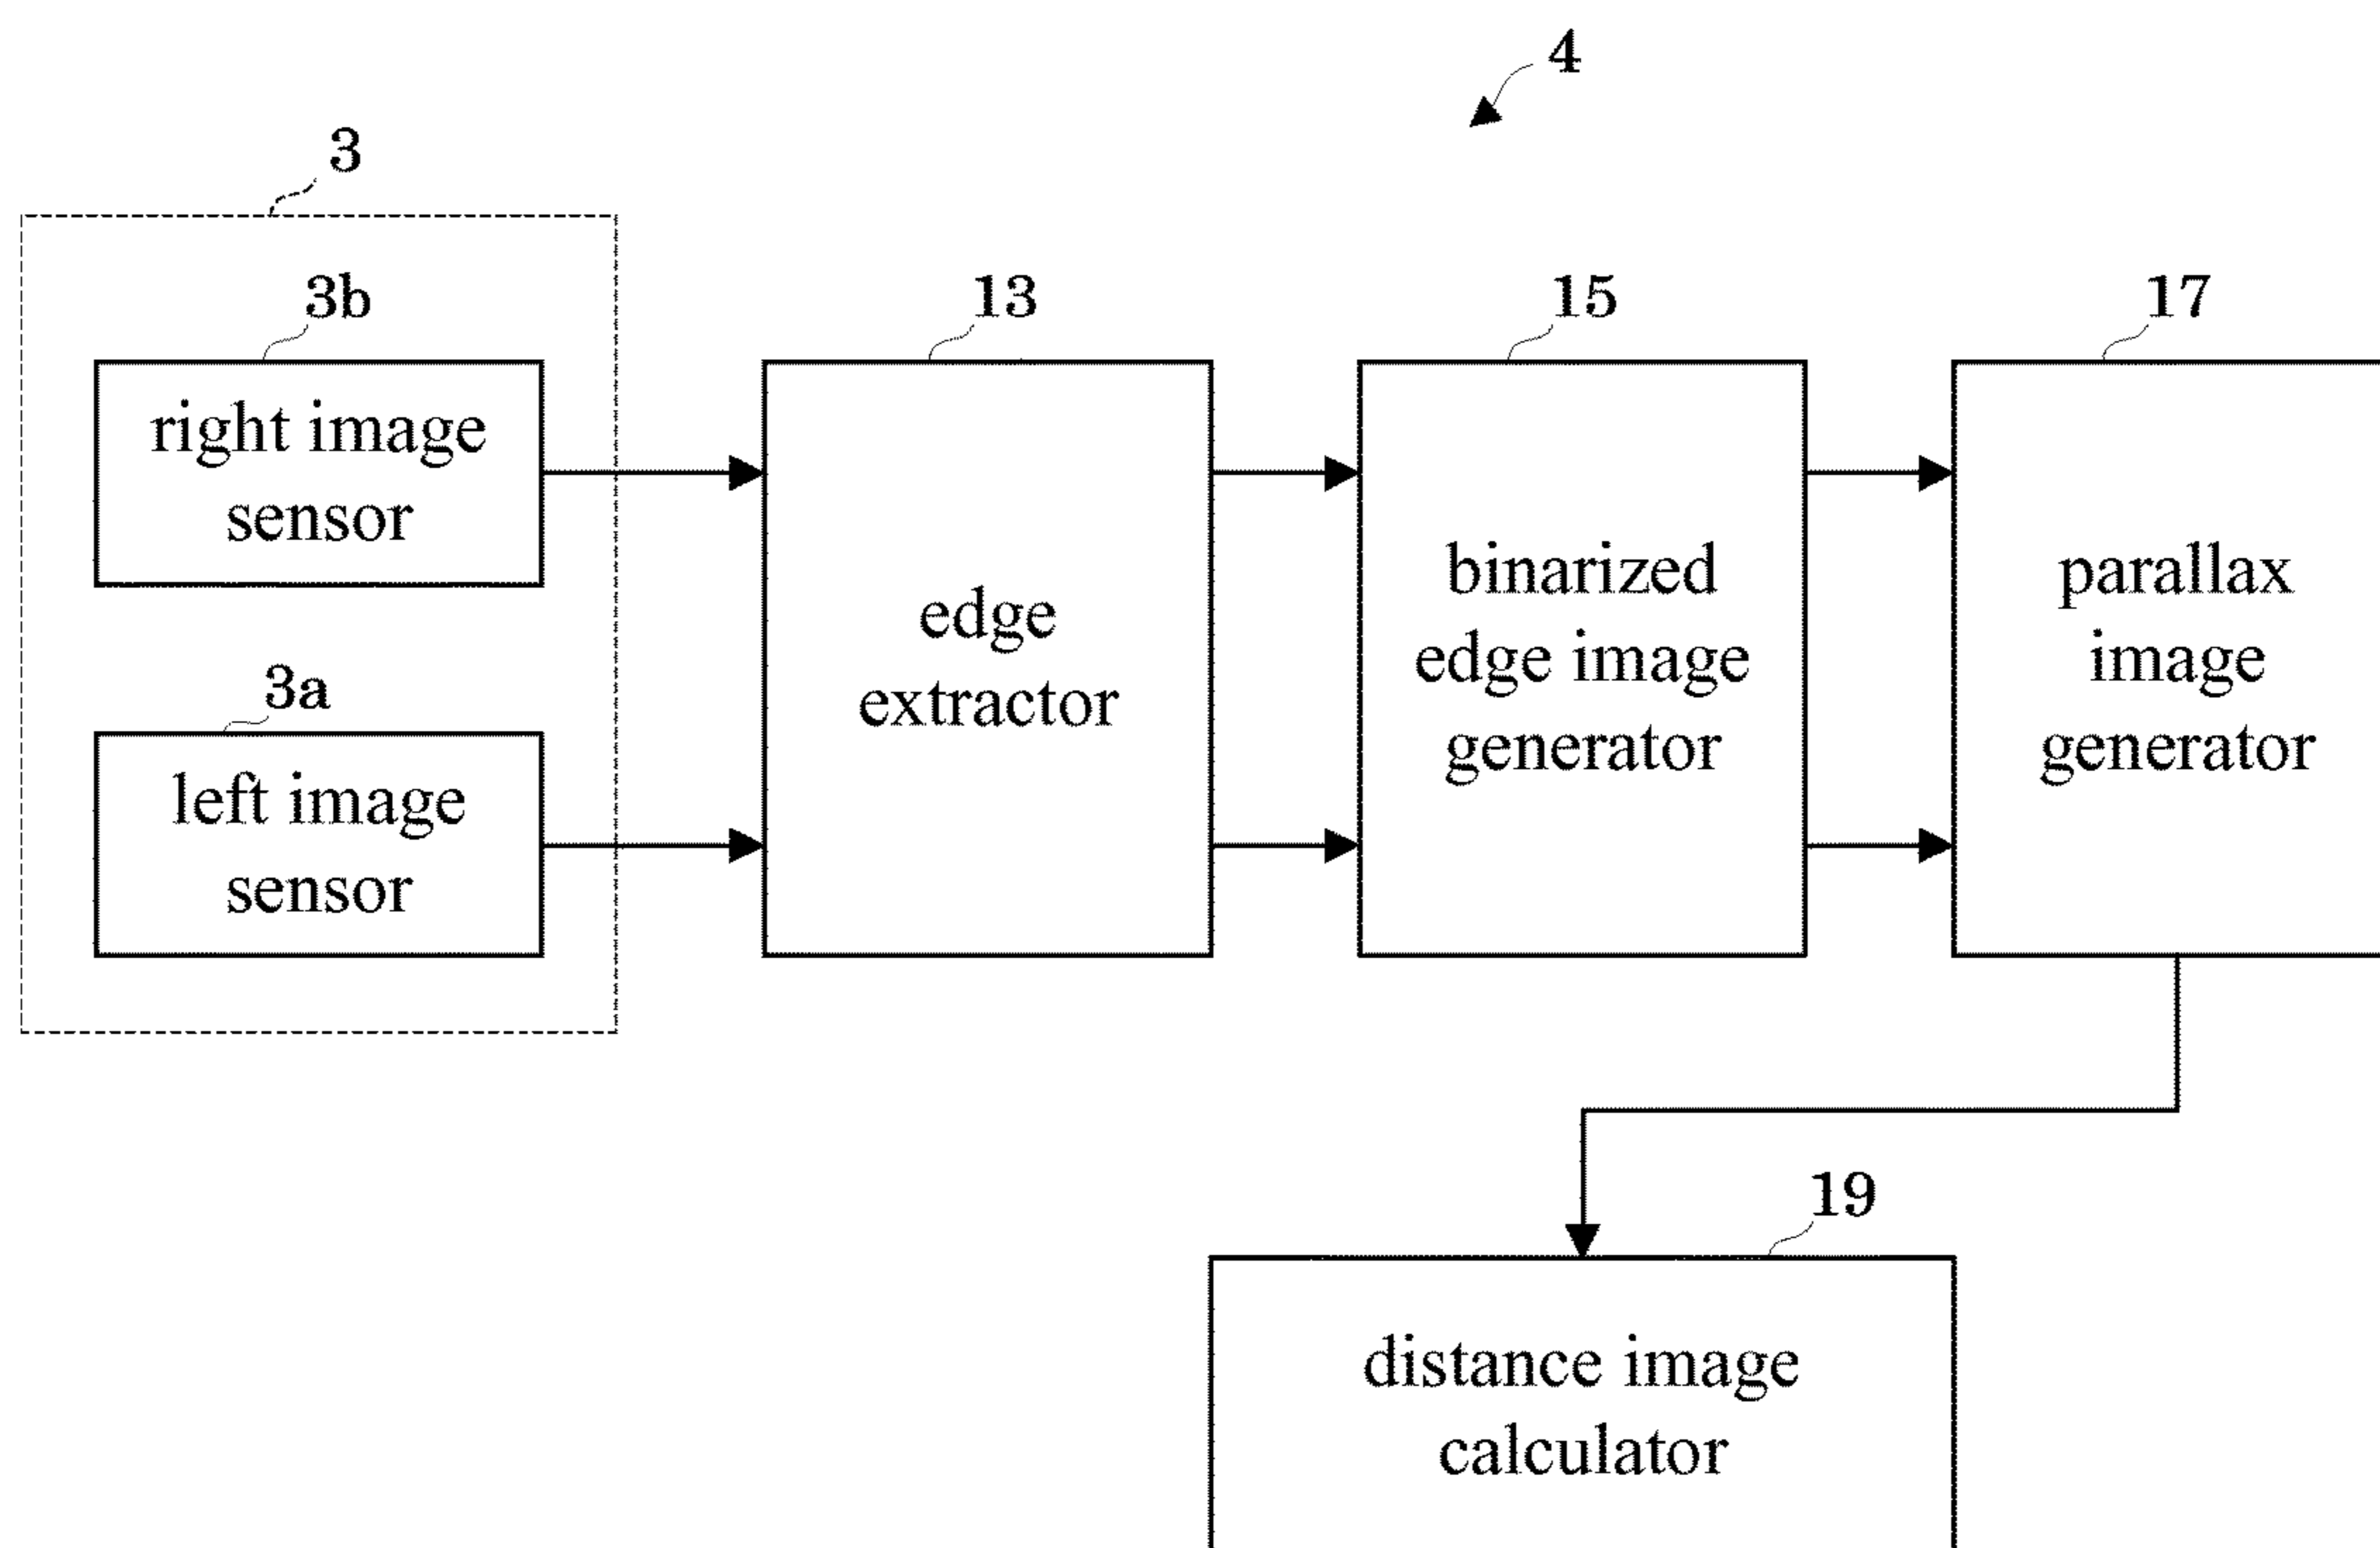 4
3
3b
13
15
17
right image
sensor
edge
extractor
binarized
edge image
generator
parallax
image
generator
3a
left image
sensor
19
distance image
calculator